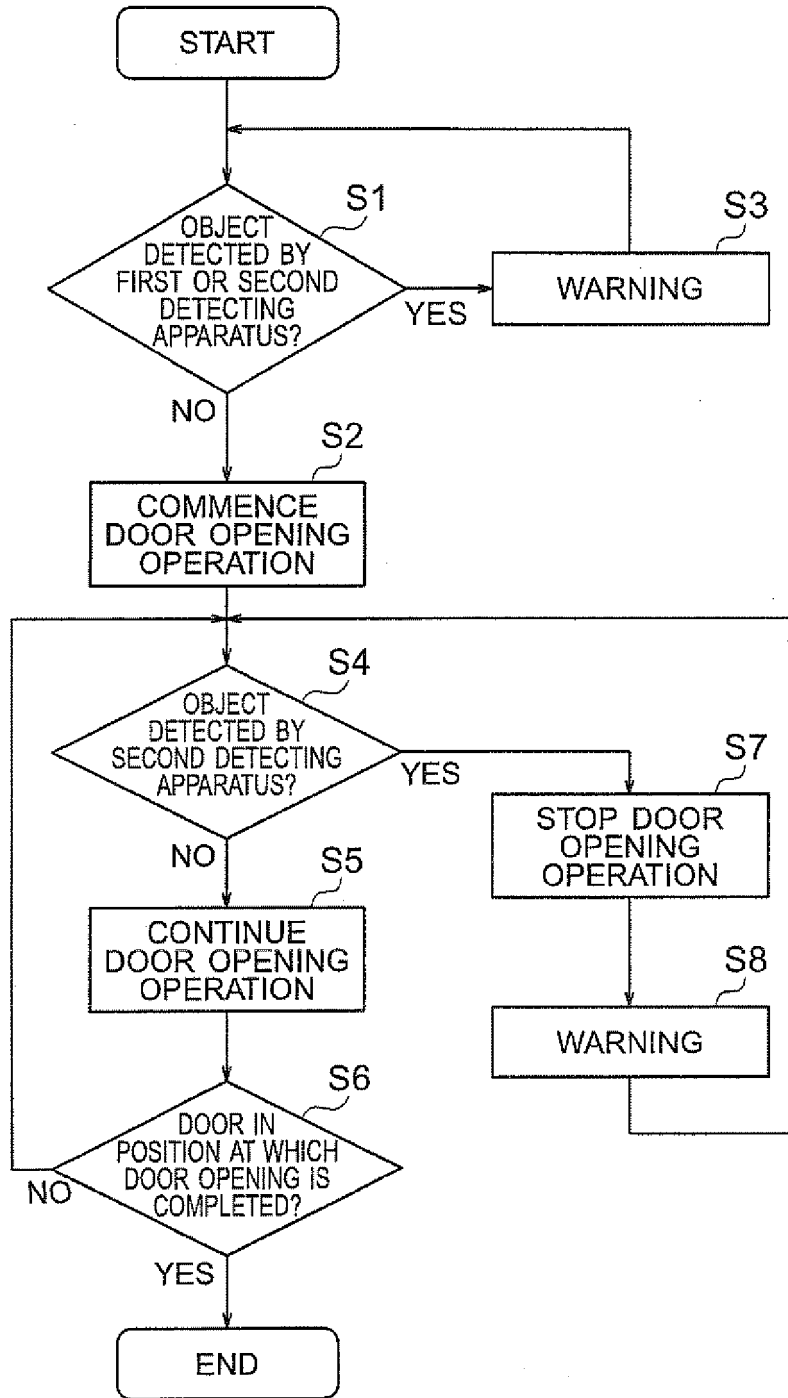 START
S1
OBJECT
DETECTED BY
FIRST OR SECOND
DETECTING
APPARATUS?
YES
S3
WARNING
NO
S2
COMMENCE
DOOR OPENING
OPERATION
S4
OBJECT
DETECTED BY
SECOND DETECTING
APPARATUS?
YES
S7
STOP DOOR
OPENING
OPERATION
NO
S5
CONTINUE
DOOR OPENING
OPERATION
S8
WARNING
S6
DOOR IN
POSITION AT WHICH
DOOR OPENING IS
COMPLETED?
NO
YES
END